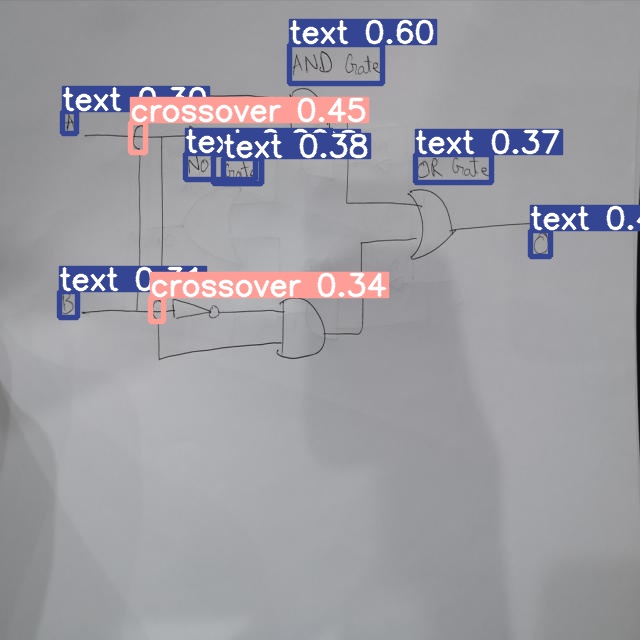 text 0.60
AND Gate
text 0.30
crossover 0.45
A
text 0.38
text 0.37
NO
Gate
OR Gate
text 0.4
C
text 0.31
crossover 0.34
B